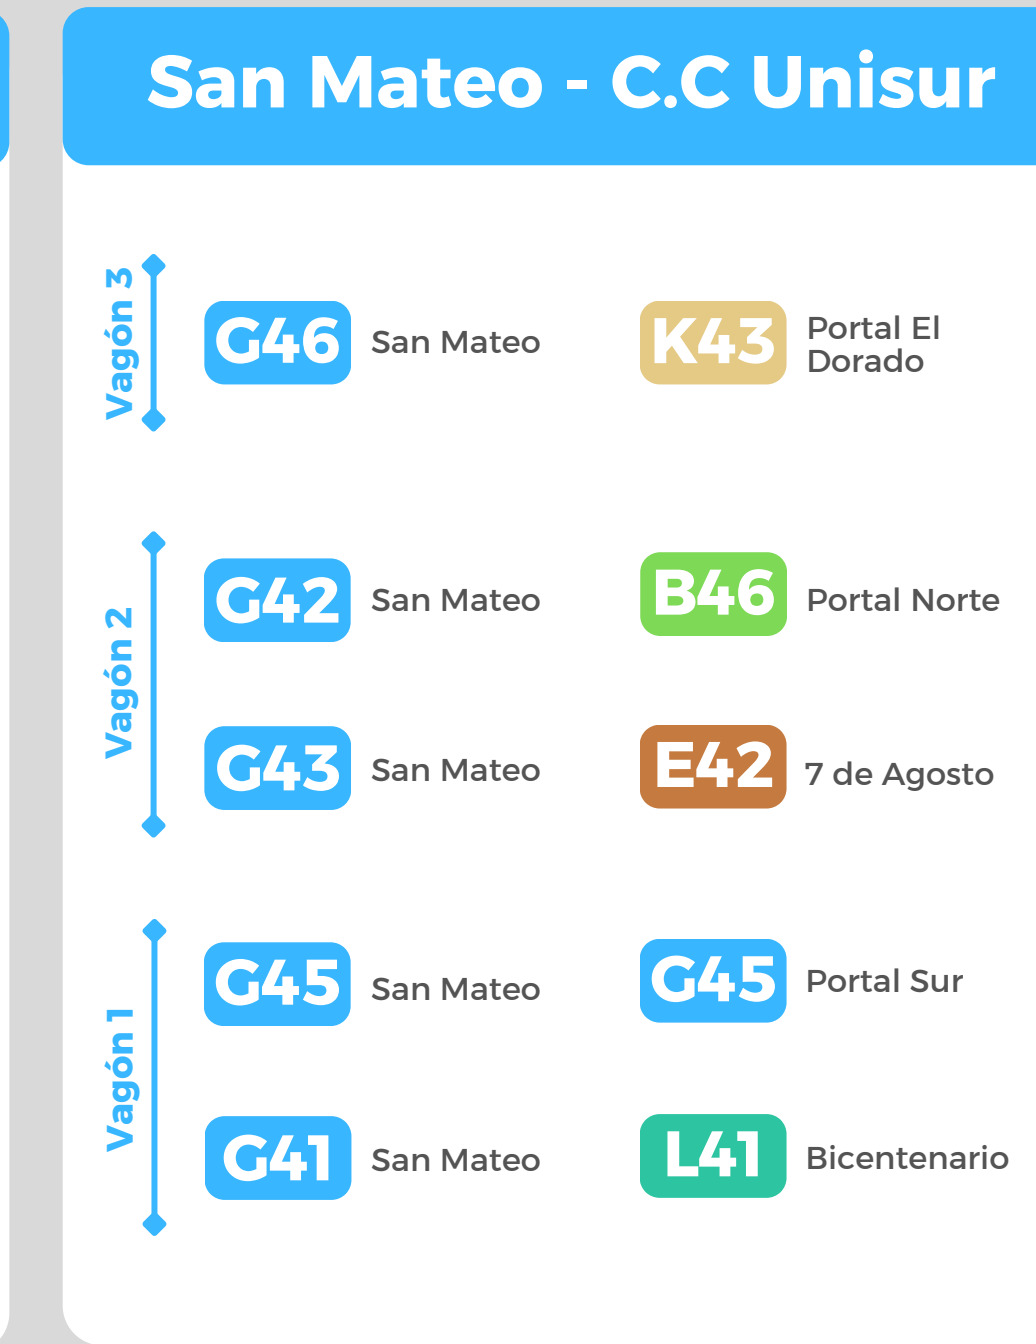 San Mateo - C.C Unisur
Vagón 3
G46 San Mateo
K43 Portal El
Dorado
Vagón 2
G42 San Mateo
B46 Portal Norte
G43 San Mateo
E42 7 de Agosto
Vagón 1
G45 San Mateo
G45 Portal Sur
G41 San Mateo
L41 Bicentenario